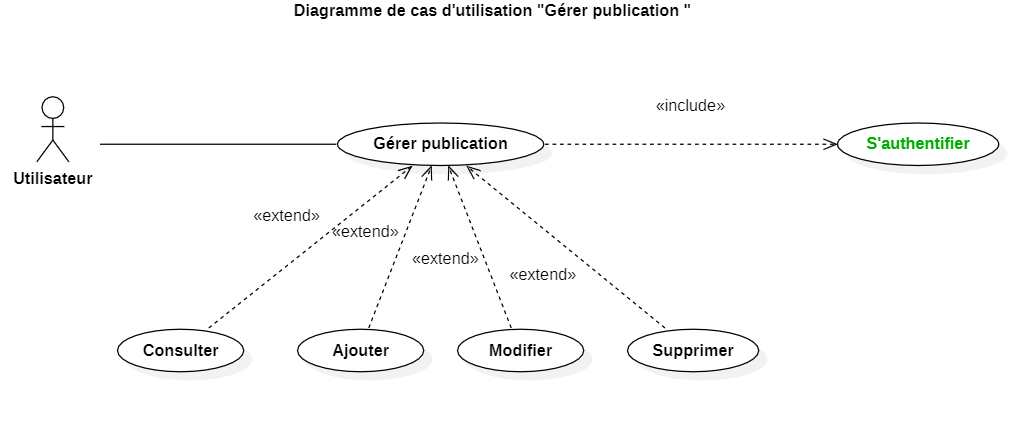 Diagramme de cas d'utilisation "Gérer publication "
«include»
Gérer publication
S'authentifier
Utilisateur
«extend»
«extend»
«extend»
«extend»
Consulter
Ajouter
Modifier
Supprimer